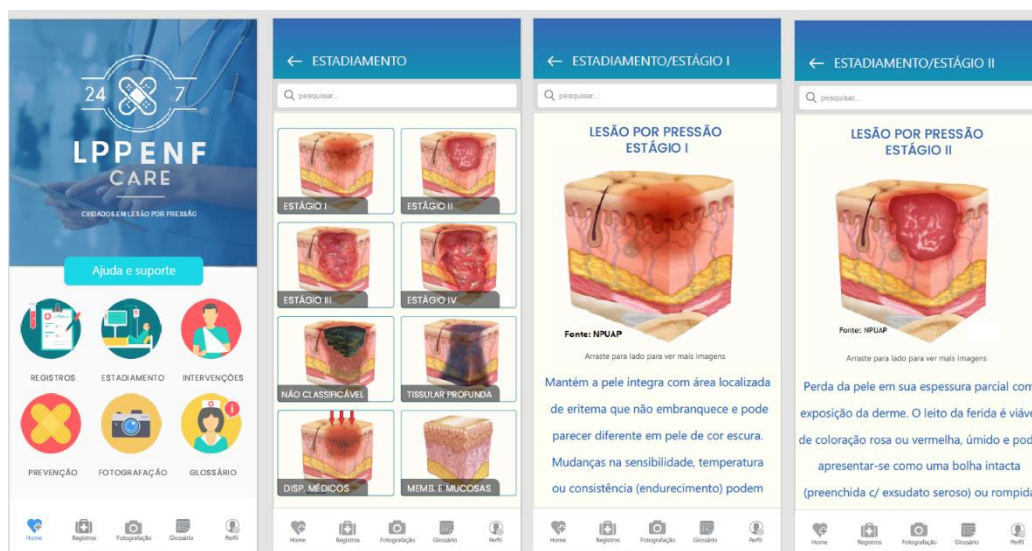 24 7
LPPENF
CARE
CUIDADOS EM LESÃO POR PRESSÃO
Ajuda e suporte
REGISTROS ESTADIAMENTO INTERVENÇÕES
PREVENÇÃO FOTOGRAFAÇÃO GLOSSÁRIO
Home Registros Fotografação Glossário Perfil
← ESTADIAMENTO
pesquisar...
ESTÁGIO I ESTÁGIO II
ESTÁGIO III ESTÁGIO IV
NÃO CLASSIFICÁVEL TISSULAR PROFUNDA
DISP. MÉDICOS MEMB. E MUCOSAS
Home Registros Fotografação Glossário Perfil
← ESTADIAMENTO/ESTÁGIO I
pesquisar...
LESÃO POR PRESSÃO
ESTÁGIO I
Fonte: NPUAP
Arraste para lado para ver mais imagens
Mantém a pele íntegra com área localizada
de eritema que não embranquece e pode
parecer diferente em pele de cor escura.
Mudanças na sensibilidade, temperatura
ou consistência (endurecimento) podem
Home Registros Fotografação Glossário Perfil
← ESTADIAMENTO/ESTÁGIO II
pesquisar...
LESÃO POR PRESSÃO
ESTÁGIO II
Fonte: NPUAP
Arraste para lado para ver mais imagens
Perda da pele em sua espessura parcial com
exposição da derme. O leito da ferida é viáve
de coloração rosa ou vermelha, úmido e pod
apresentar-se como uma bolha intacta
(preenchida c/ exsudato seroso) ou rompida
Home Registros Fotografação Glossário Perfil